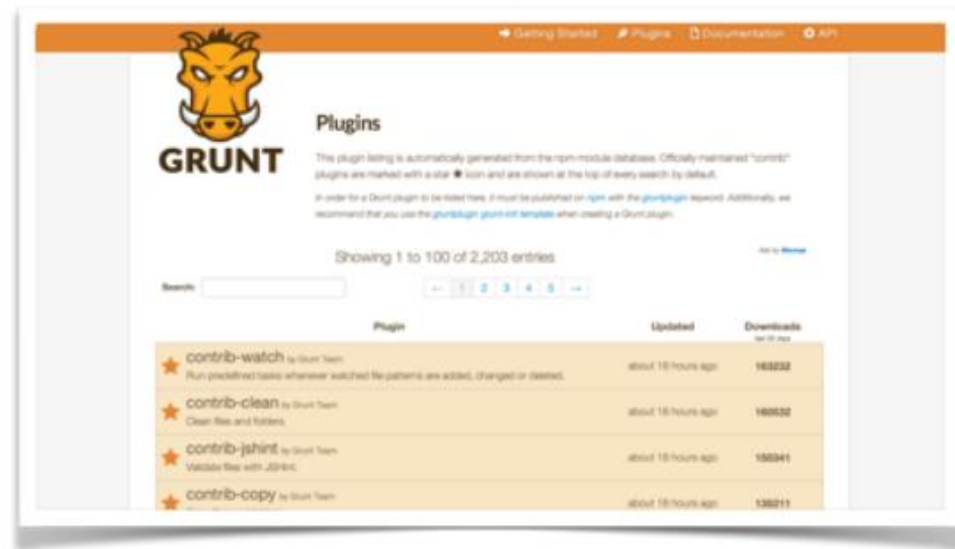 Getting Started Plugins Documentation API
GRUNT
Plugins
This plugin listing is automatically generated from the npm module database. Officially maintained "contrib"
plugins are marked with a star ★ icon and are shown at the top of every search by default.
In order for a Grunt plugin to be listed here, it must be published on npm with the gruntplugin keyword. Additionally, we
recommend that you use the gruntplugin grunt-init template when creating a Grunt plugin.
Showing 1 to 100 of 2,203 entries
Search:
← 1 2 3 4 5 →
Plugin Updated Downloads
contrib-watch by Grunt Team about 18 hours ago
Run predefined tasks whenever watched file patterns are added, changed or deleted.
contrib-clean by Grunt Team about 18 hours ago
Clean files and folders.
contrib-jshint by Grunt Team about 18 hours ago
Validate files with JSHint.
contrib-copy by Grunt Team about 18 hours ago